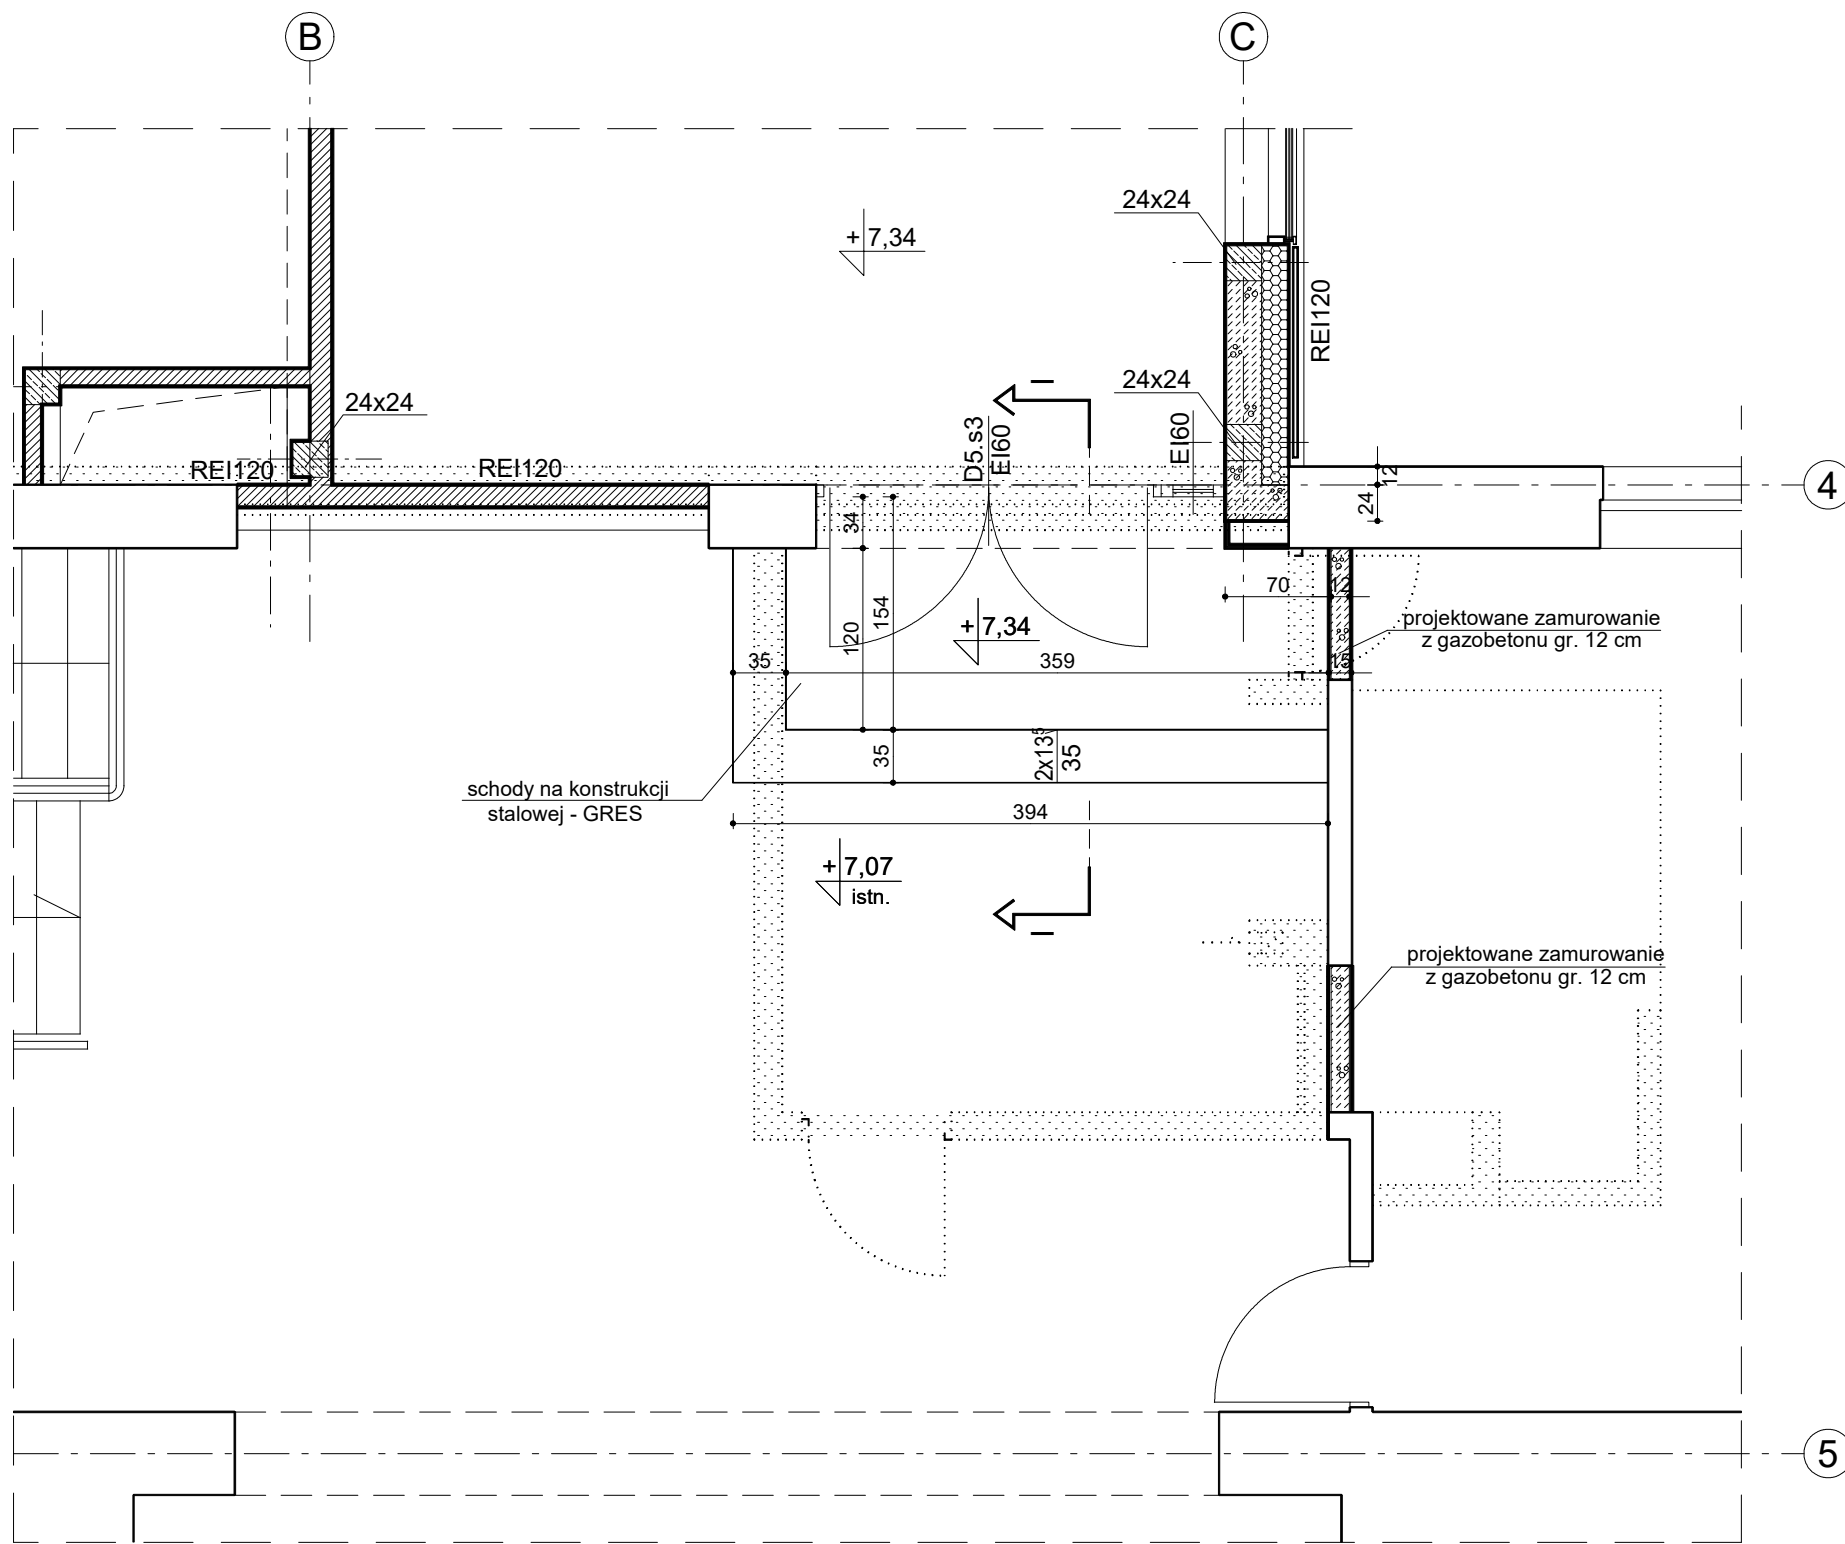 B
C
24x24
+7,34
REI120
24x24
24x24
REI120
REI120
D5.s3
EI60
EI60
12
24
4
34
70
12
projektowane zamurowanie
z gazobetonu gr. 12 cm
120
154
+7,34
35
359
15
35
2x13⁵
35
schody na konstrukcji
stalowej - GRES
394
+7,07
istn.
projektowane zamurowanie
z gazobetonu gr. 12 cm
I
I
5